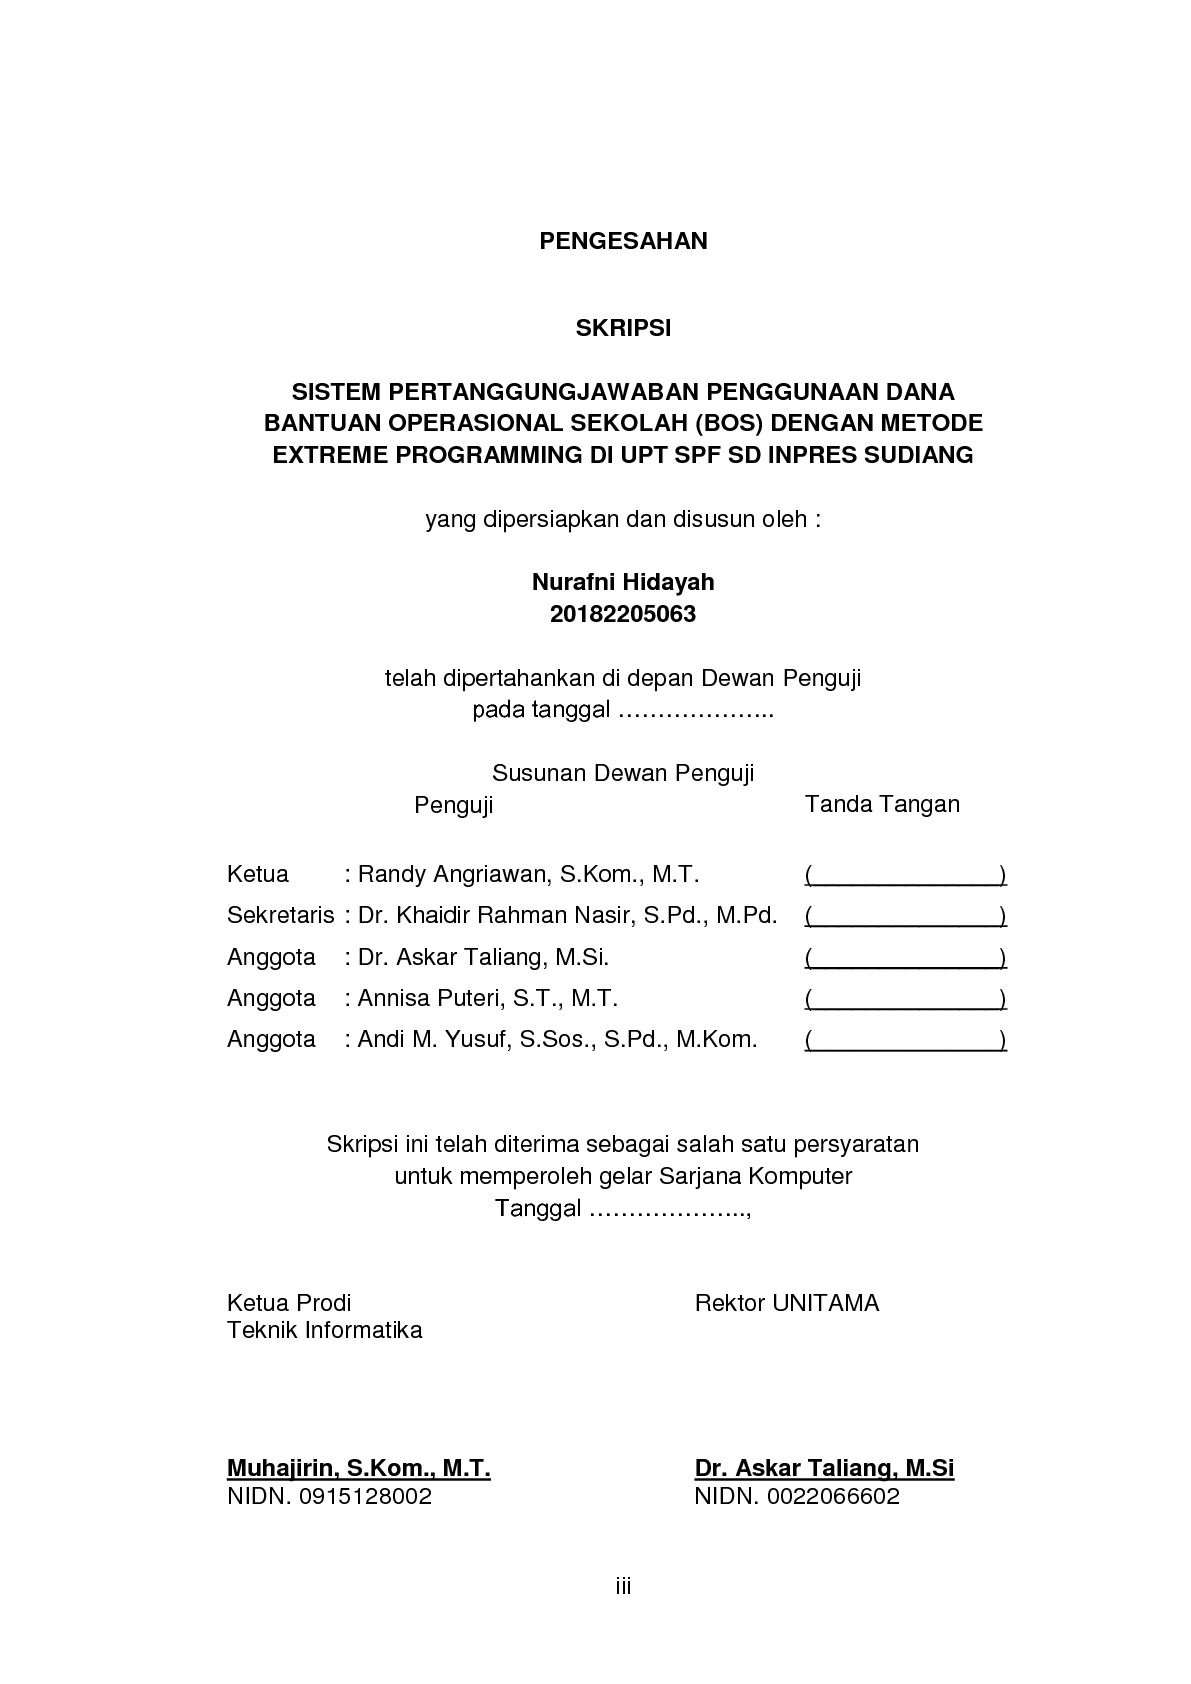 PENGESAHAN
SKRIPSI
SISTEM PERTANGGUNGJAWABAN PENGGUNAAN DANA
BANTUAN OPERASIONAL SEKOLAH (BOS) DENGAN METODE
EXTREME PROGRAMMING DI UPT SPF SD INPRES SUDIANG
yang dipersiapkan dan disusun oleh :
Nurafni Hidayah
20182205063
telah dipertahankan di depan Dewan Penguji
pada tanggal ………………..
Susunan Dewan Penguji
Penguji Tanda Tangan
Ketua : Randy Angriawan, S.Kom., M.T. (______________)
Sekretaris : Dr. Khaidir Rahman Nasir, S.Pd., M.Pd. (______________)
Anggota : Dr. Askar Taliang, M.Si. (______________)
Anggota : Annisa Puteri, S.T., M.T. (______________)
Anggota : Andi M. Yusuf, S.Sos., S.Pd., M.Kom. (______________)
Skripsi ini telah diterima sebagai salah satu persyaratan
untuk memperoleh gelar Sarjana Komputer
Tanggal ………………..,
Ketua Prodi Rektor UNITAMA
Teknik Informatika
Muhajirin, S.Kom., M.T. Dr. Askar Taliang, M.Si
NIDN. 0915128002 NIDN. 0022066602
iii